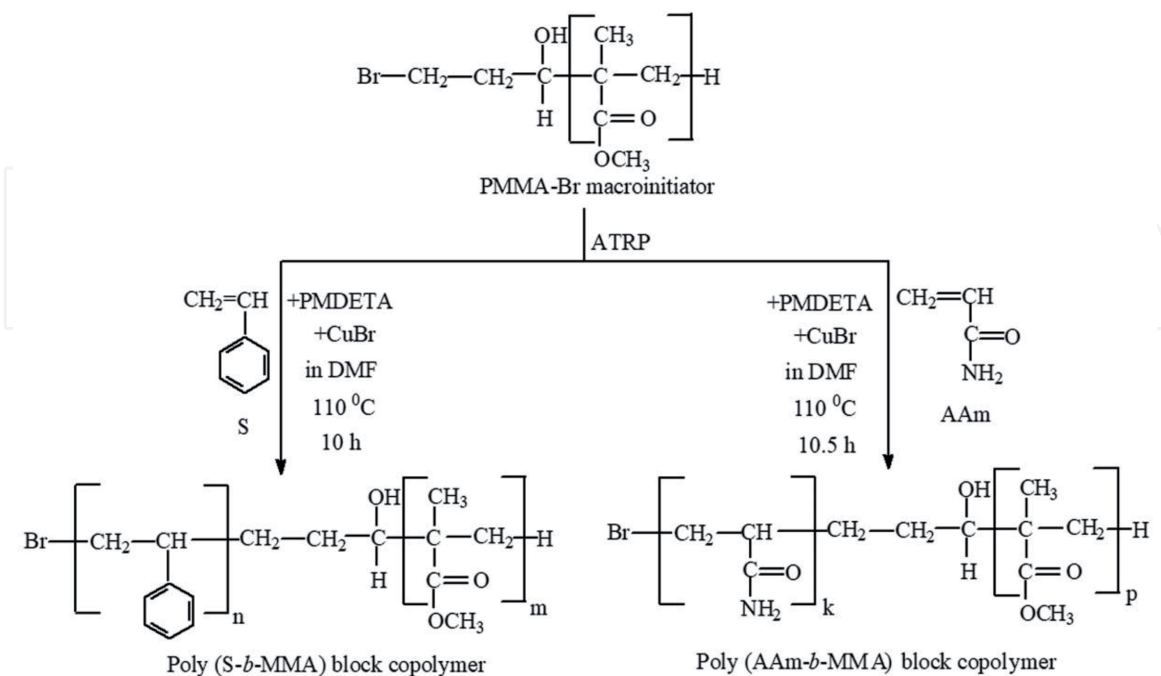 OH CH₃
Br—CH₂—CH₂—C—C—CH₂—H
H C=O
OCH₃
PMMA-Br macroinitiator
ATRP
CH₂=CH
S
+PMDETA
+CuBr
in DMF
110 ⁰C
10 h
+PMDETA
+CuBr
in DMF
110 ⁰C
10.5 h
CH₂=CH
C=O
NH₂
AAm
OH CH₃
Br—CH₂—CH—CH₂—CH₂—C—C—CH₂—H
H C=O
OCH₃
n m
Poly (S-b-MMA) block copolymer
OH CH₃
Br—CH₂—CH—CH₂—CH₂—C—C—CH₂—H
C=O H C=O
NH₂ OCH₃
k p
Poly (AAm-b-MMA) block copolymer